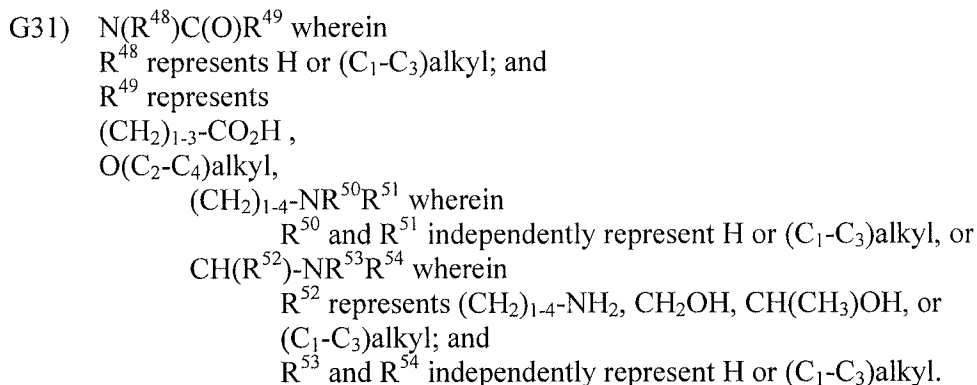 G31) N(R⁴⁸)C(O)R⁴⁹ wherein
R⁴⁸ represents H or (C₁-C₃)alkyl; and
R⁴⁹ represents
(CH₂)₁₋₃-CO₂H ,
O(C₂-C₄)alkyl,
(CH₂)₁₋₄-NR⁵⁰R⁵¹ wherein
R⁵⁰ and R⁵¹ independently represent H or (C₁-C₃)alkyl, or
CH(R⁵²)-NR⁵³R⁵⁴ wherein
R⁵² represents (CH₂)₁₋₄-NH₂, CH₂OH, CH(CH₃)OH, or
(C₁-C₃)alkyl; and
R⁵³ and R⁵⁴ independently represent H or (C₁-C₃)alkyl.